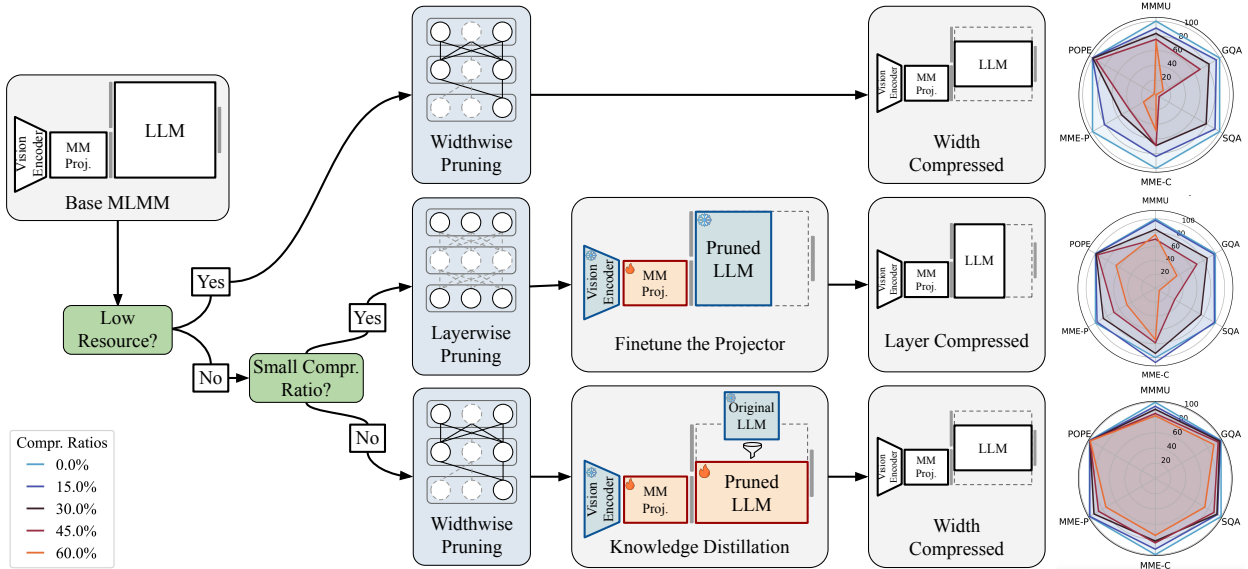 Vision
Encoder
MM
Proj.
LLM
Base MLMM
Low
Resource?
Yes
No
Small Compr.
Ratio?
Yes
No
Compr. Ratios
0.0%
15.0%
30.0%
45.0%
60.0%
Widthwise
Pruning
Vision
Encoder
MM
Proj.
LLM
Width
Compressed
MMMU
GQA
SQA
MME-C
MME-P
POPE
100
80
60
40
20
Layerwise
Pruning
Vision
Encoder
MM
Proj.
Pruned
LLM
Finetune the Projector
Vision
Encoder
MM
Proj.
LLM
Layer Compressed
MMMU
GQA
SQA
MME-C
MME-P
POPE
100
80
60
40
20
Widthwise
Pruning
Vision
Encoder
MM
Proj.
Original
LLM
Pruned
LLM
Knowledge Distillation
Vision
Encoder
MM
Proj.
LLM
Width
Compressed
MMMU
GQA
SQA
MME-C
MME-P
POPE
100
80
60
40
20